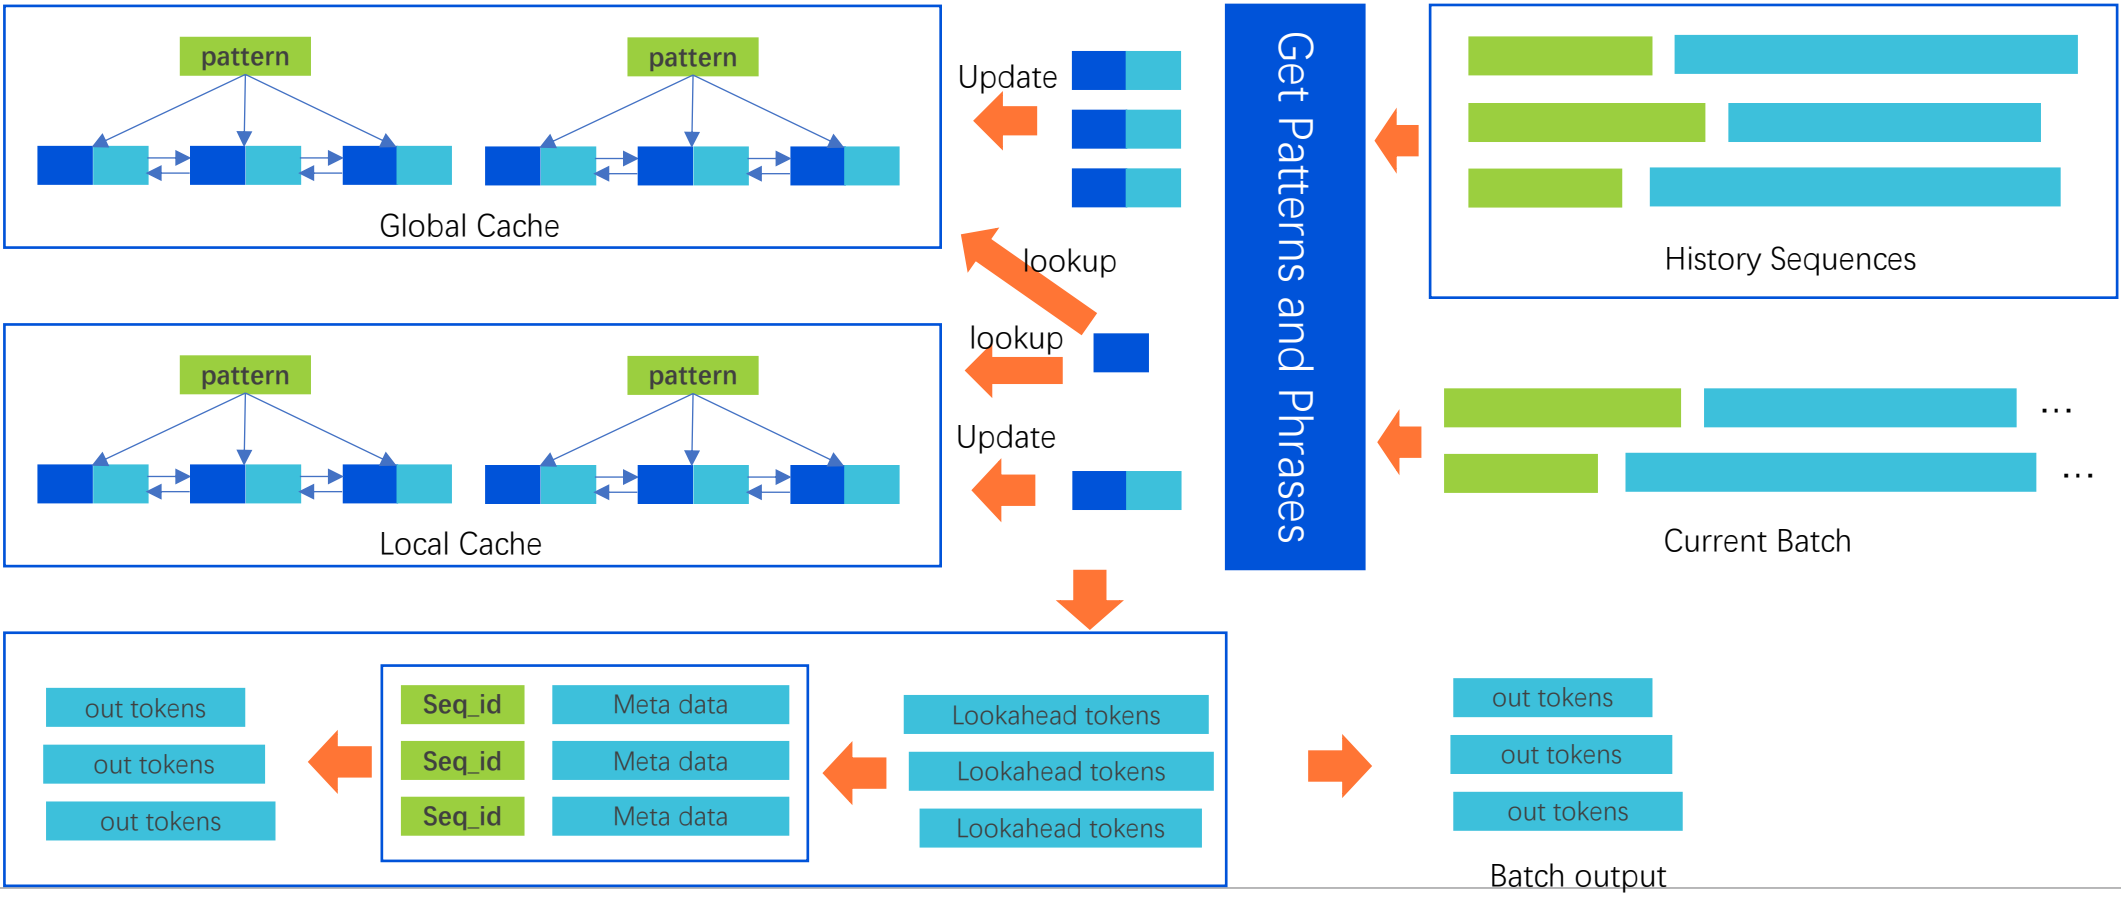 pattern
pattern
Global Cache
Update
lookup
Get Patterns and Phrases
History Sequences
pattern
pattern
Local Cache
lookup
Update
...
...
Current Batch
out tokens
out tokens
out tokens
Seq_id
Meta data
Seq_id
Meta data
Seq_id
Meta data
Lookahead tokens
Lookahead tokens
Lookahead tokens
out tokens
out tokens
out tokens
Batch output